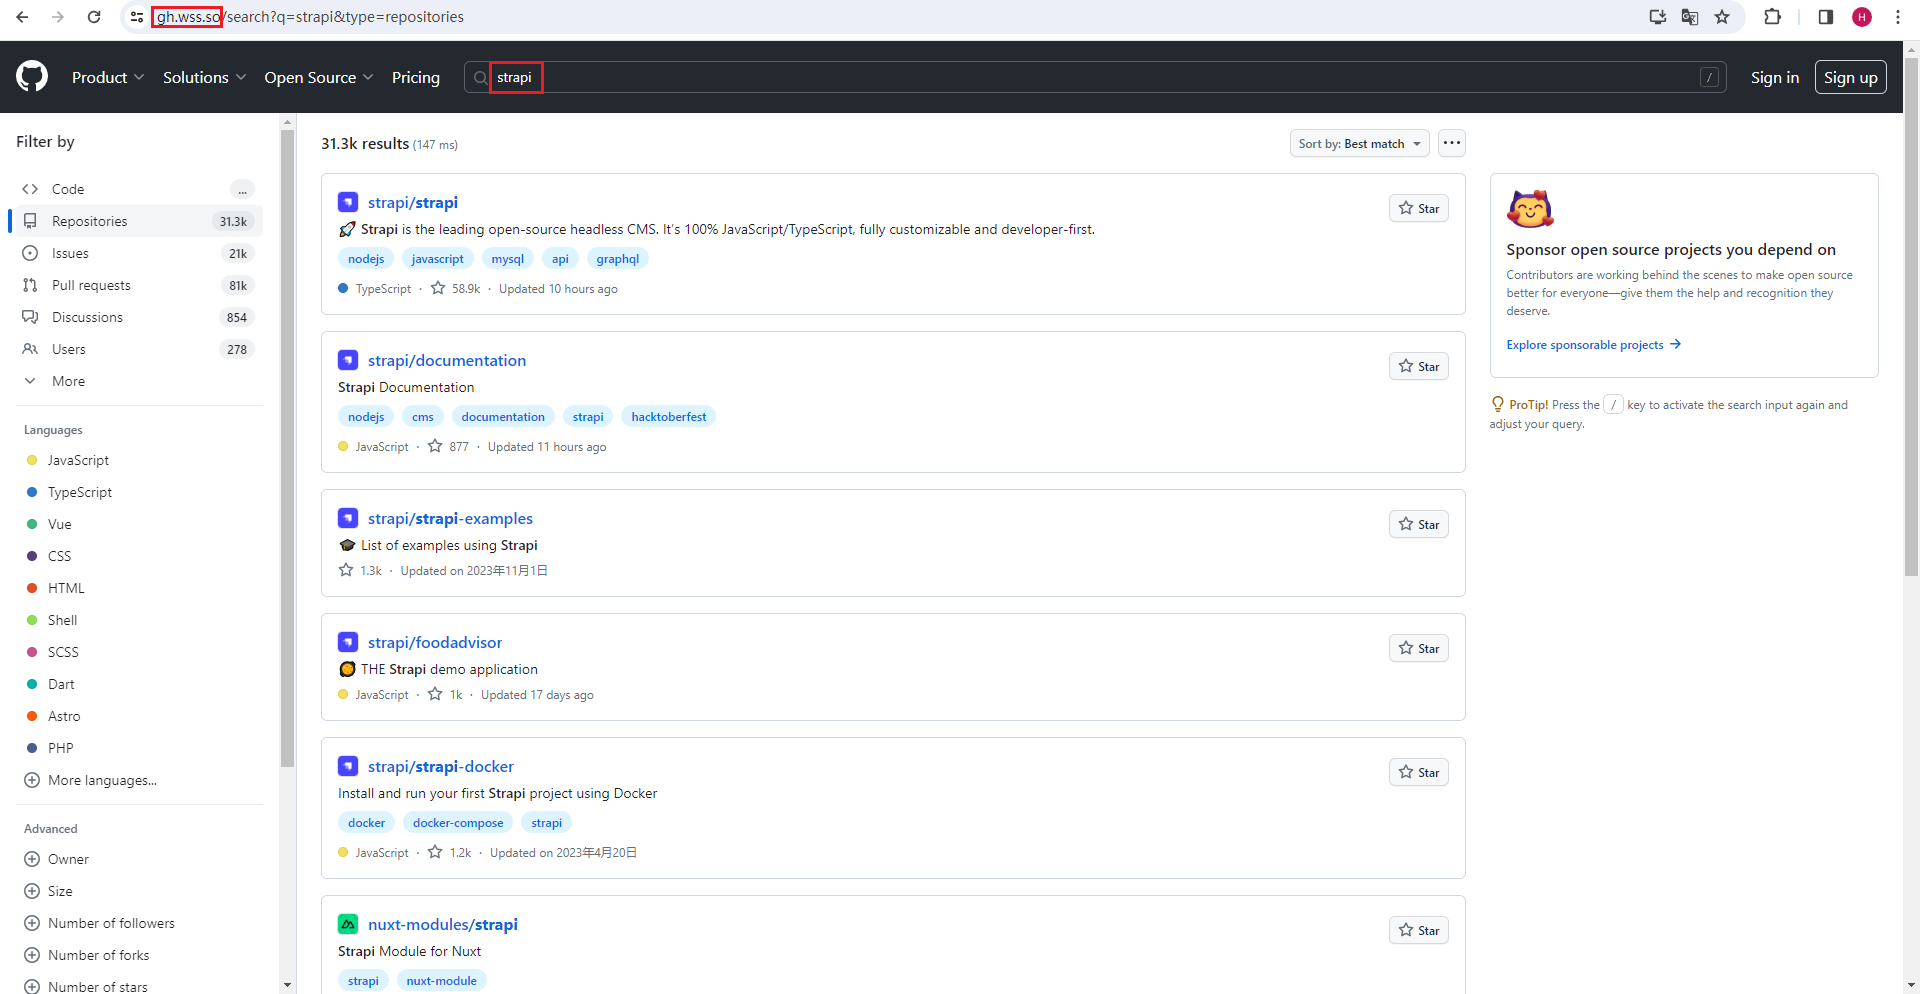 gh.wss.so/search?q=strapi&type=repositories
H
Product Solutions Open Source Pricing strapi / Sign in Sign up
Filter by
Code ...
Repositories 31.3k
Issues 21k
Pull requests 81k
Discussions 854
Users 278
More
Languages
JavaScript
TypeScript
Vue
CSS
HTML
Shell
SCSS
Dart
Astro
PHP
More languages...
Advanced
Owner
Size
Number of followers
Number of forks
Number of stars
31.3k results (147 ms)
Sort by: Best match
strapi/strapi
Star
Strapi is the leading open-source headless CMS. It's 100% JavaScript/TypeScript, fully customizable and developer-first.
nodejs javascript mysql api graphql
TypeScript · 58.9k · Updated 10 hours ago
strapi/documentation
Star
Strapi Documentation
nodejs cms documentation strapi hacktoberfest
JavaScript · 877 · Updated 11 hours ago
strapi/strapi-examples
Star
List of examples using Strapi
1.3k · Updated on 2023年11月1日
strapi/foodadvisor
Star
THE Strapi demo application
JavaScript · 1k · Updated 17 days ago
strapi/strapi-docker
Star
Install and run your first Strapi project using Docker
docker docker-compose strapi
JavaScript · 1.2k · Updated on 2023年4月20日
nuxt-modules/strapi
Star
Strapi Module for Nuxt
strapi nuxt-module
Sponsor open source projects you depend on
Contributors are working behind the scenes to make open source
better for everyone—give them the help and recognition they
deserve.
Explore sponsorable projects
ProTip! Press the / key to activate the search input again and
adjust your query.